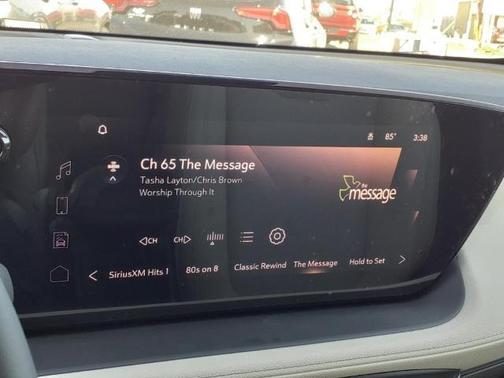 85°
3:38
Ch 65 The Message
Tasha Layton/Chris Brown
Worship Through It
the message
CH
CH
SiriusXM Hits 1
80s on 8
Classic Rewind
The Message
Hold to Set